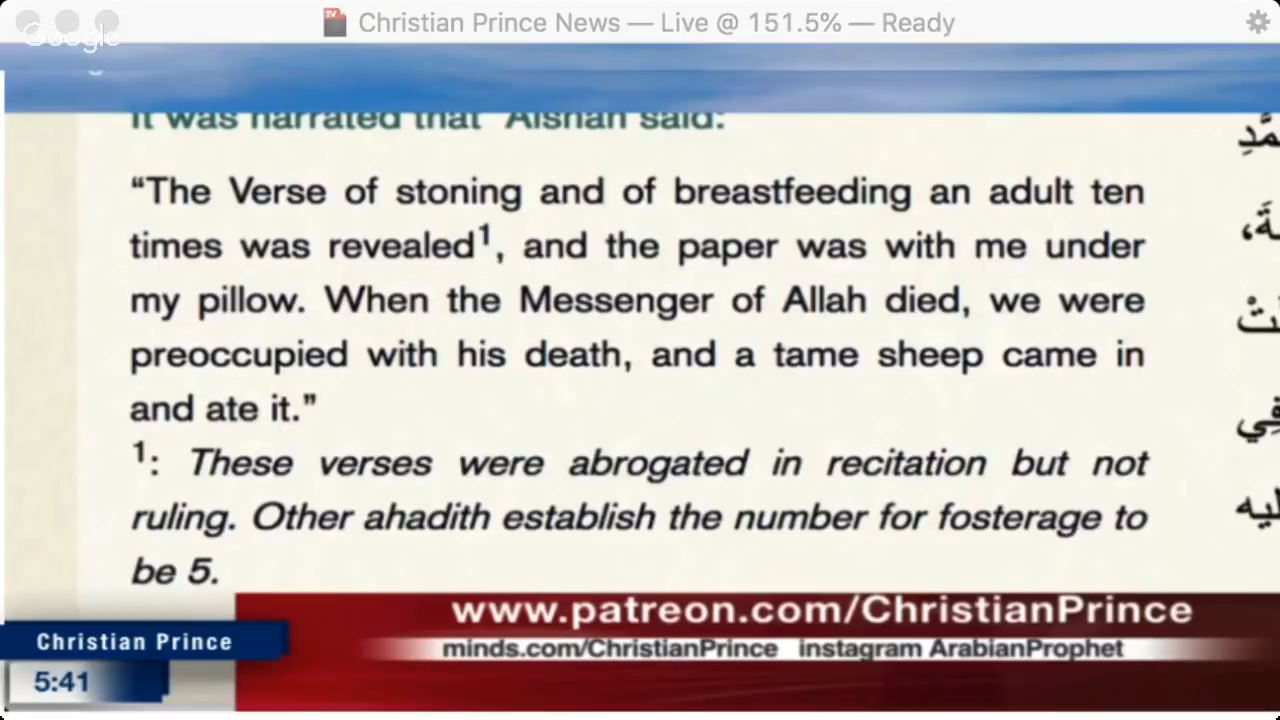 Christian Prince News — Live @ 151.5% — Ready
Google
It was narrated that 'Aishah said:
“The Verse of stoning and of breastfeeding an adult ten
times was revealed¹, and the paper was with me under
my pillow. When the Messenger of Allah died, we were
preoccupied with his death, and a tame sheep came in
and ate it.”
¹: These verses were abrogated in recitation but not
ruling. Other ahadith establish the number for fosterage to
be 5.
www.patreon.com/ChristianPrince
Christian Prince
minds.com/ChristianPrince instagram ArabianProphet
5:41